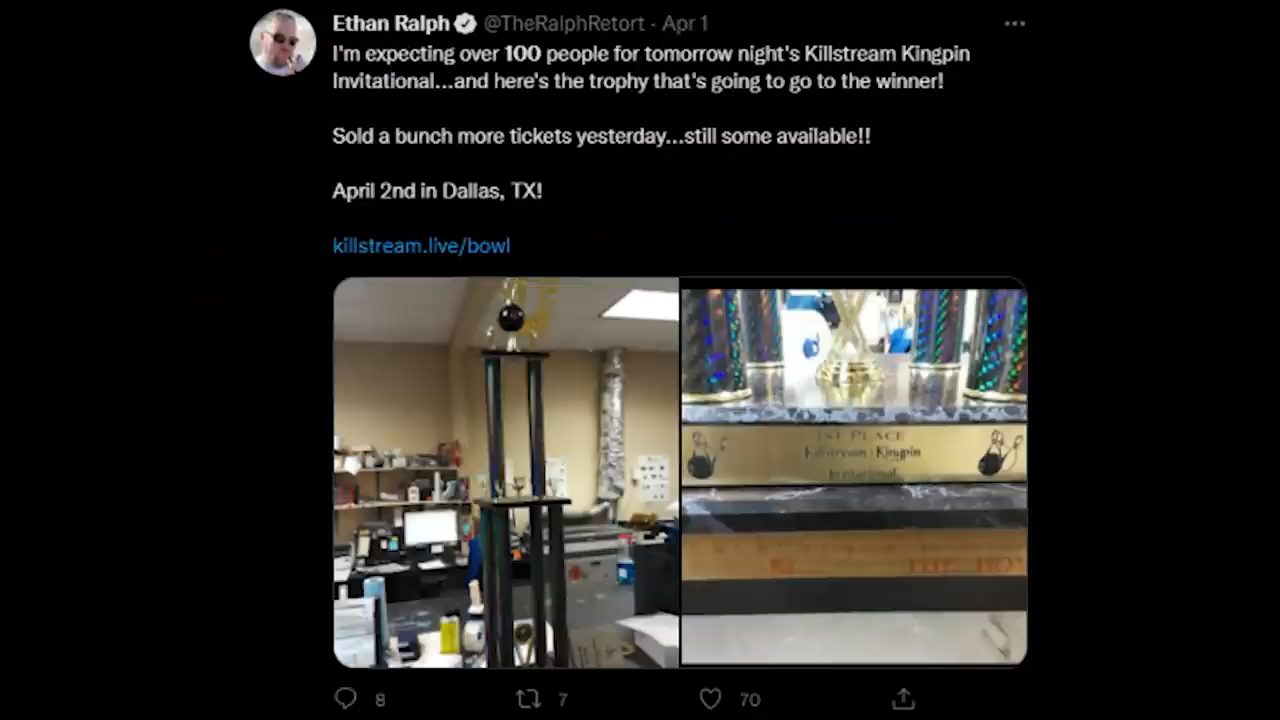 Ethan Ralph @TheRalphRetort · Apr 1
I'm expecting over 100 people for tomorrow night's Killstream Kingpin
Invitational...and here's the trophy that's going to go to the winner!
Sold a bunch more tickets yesterday...still some available!!
April 2nd in Dallas, TX!
killstream.live/bowl
1ST PLACE
Killstream Kingpin
Invitational
8 7 70